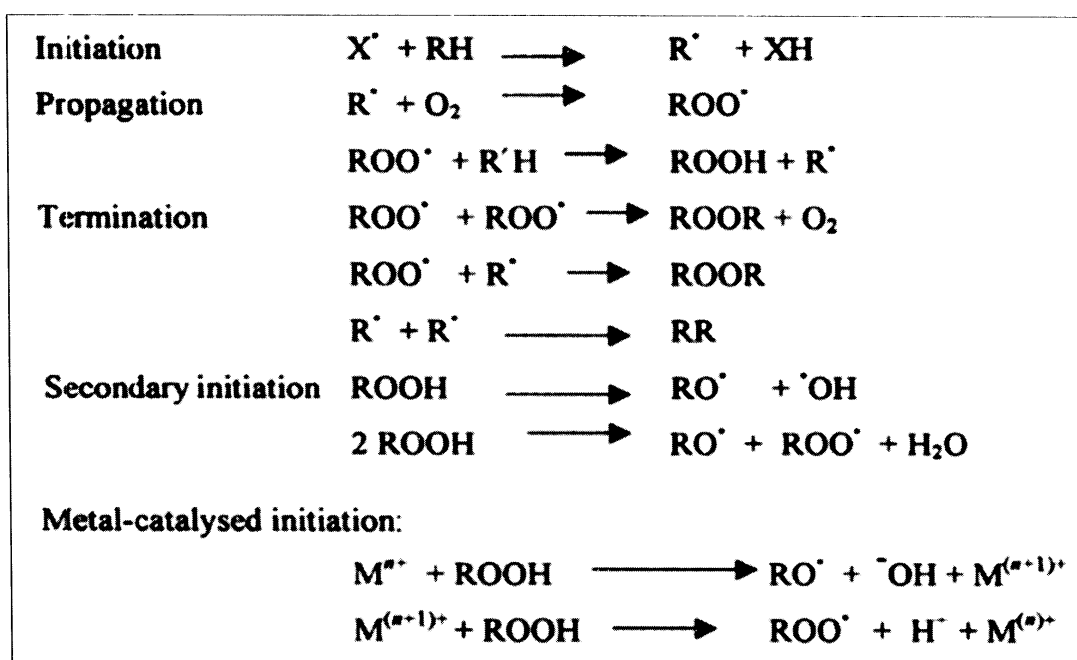 Initiation X˙ + RH ⟶ R˙ + XH
Propagation R˙ + O₂ ⟶ ROO˙
ROO˙ + R′H ⟶ ROOH + R˙
Termination ROO˙ + ROO˙ ⟶ ROOR + O₂
ROO˙ + R˙ ⟶ ROOR
R˙ + R˙ ⟶ RR
Secondary initiation ROOH ⟶ RO˙ + ˙OH
2 ROOH ⟶ RO˙ + ROO˙ + H₂O
Metal-catalysed initiation:
Mⁿ⁺ + ROOH ⟶ RO˙ + ⁻OH + M⁽ⁿ⁺¹⁾⁺
M⁽ⁿ⁺¹⁾⁺ + ROOH ⟶ ROO˙ + H⁺ + M⁽ⁿ⁾⁺